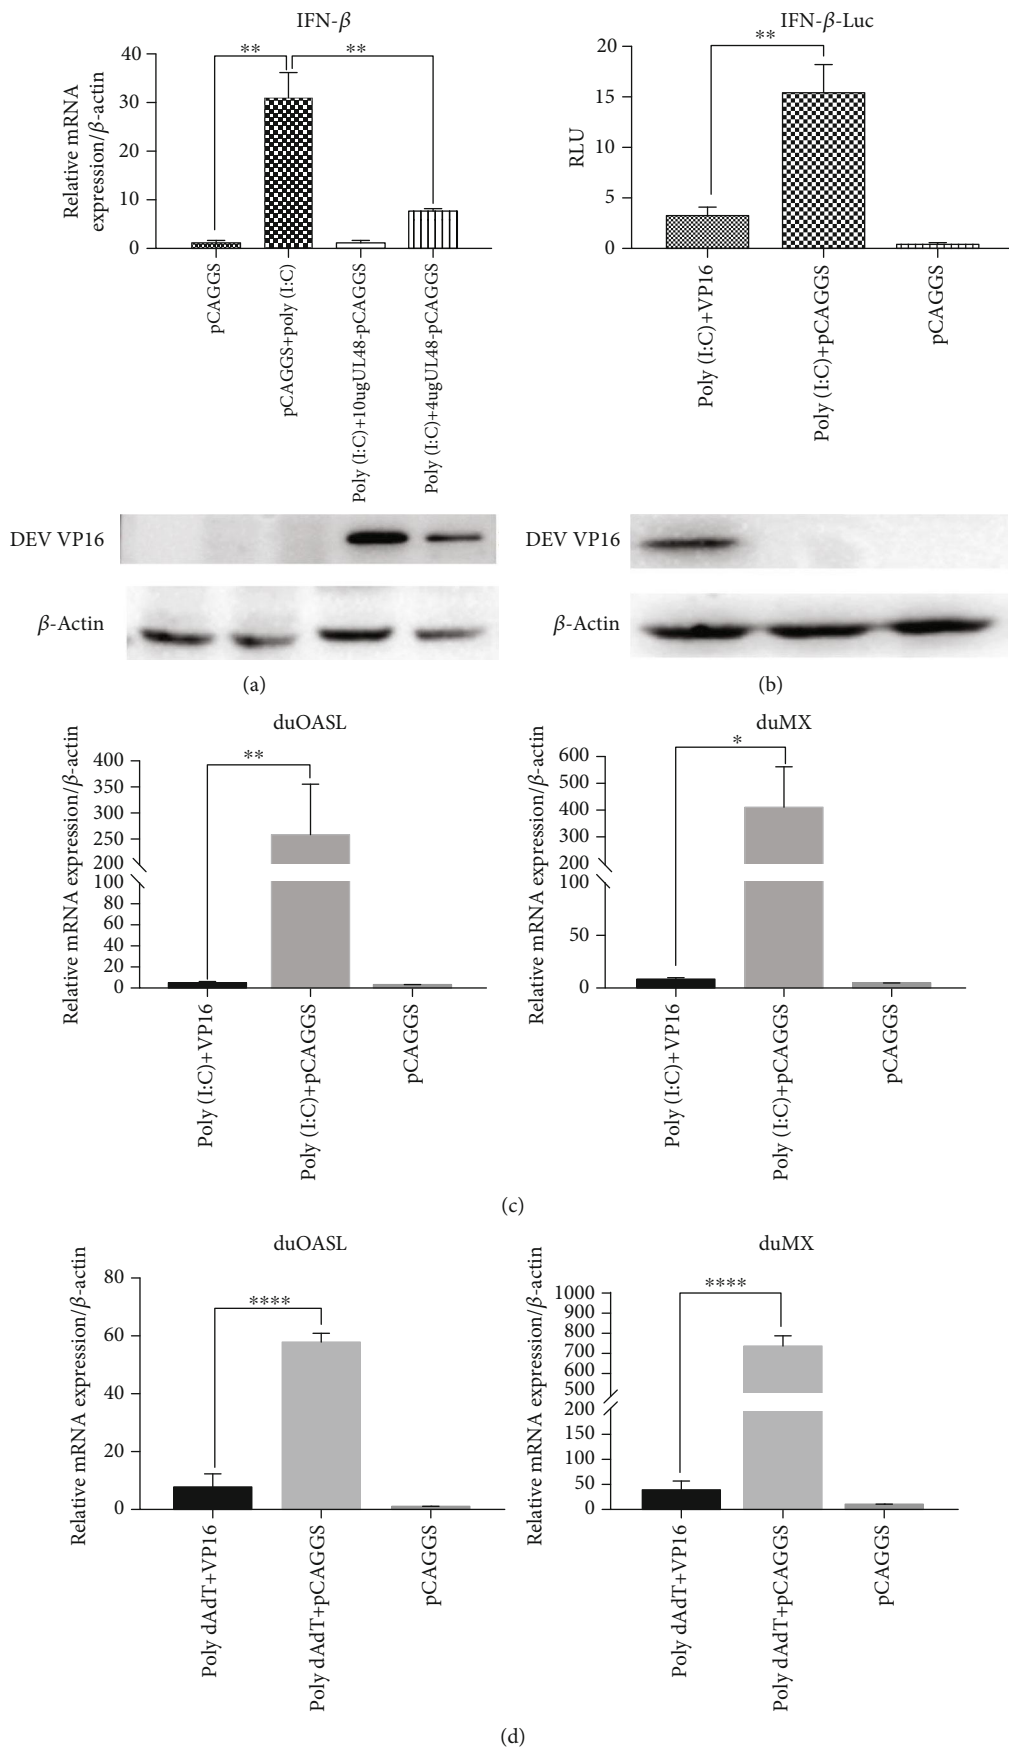 IFN-β
**
**
40
30
20
10
0
Relative mRNA
expression/β-actin
pCAGGS
pCAGGS+poly (I:C)
Poly (I:C)+10ugUL48-pCAGGS
Poly (I:C)+4ugUL48-pCAGGS
DEV VP16
β-Actin
(a)
IFN-β-Luc
**
20
15
10
5
0
RLU
Poly (I:C)+VP16
Poly (I:C)+pCAGGS
pCAGGS
DEV VP16
β-Actin
(b)
duOASL
**
400
350
300
250
200
100
80
60
40
20
0
Relative mRNA expression/β-actin
Poly (I:C)+VP16
Poly (I:C)+pCAGGS
pCAGGS
duMX
*
600
500
400
300
200
100
50
0
Relative mRNA expression/β-actin
Poly (I:C)+VP16
Poly (I:C)+pCAGGS
pCAGGS
(c)
duOASL
****
80
60
40
20
0
Relative mRNA expression/β-actin
Poly dAdT+VP16
Poly dAdT+pCAGGS
pCAGGS
duMX
****
1000
900
800
700
600
500
200
150
100
50
0
Relative mRNA expression/β-actin
Poly dAdT+VP16
Poly dAdT+pCAGGS
pCAGGS
(d)